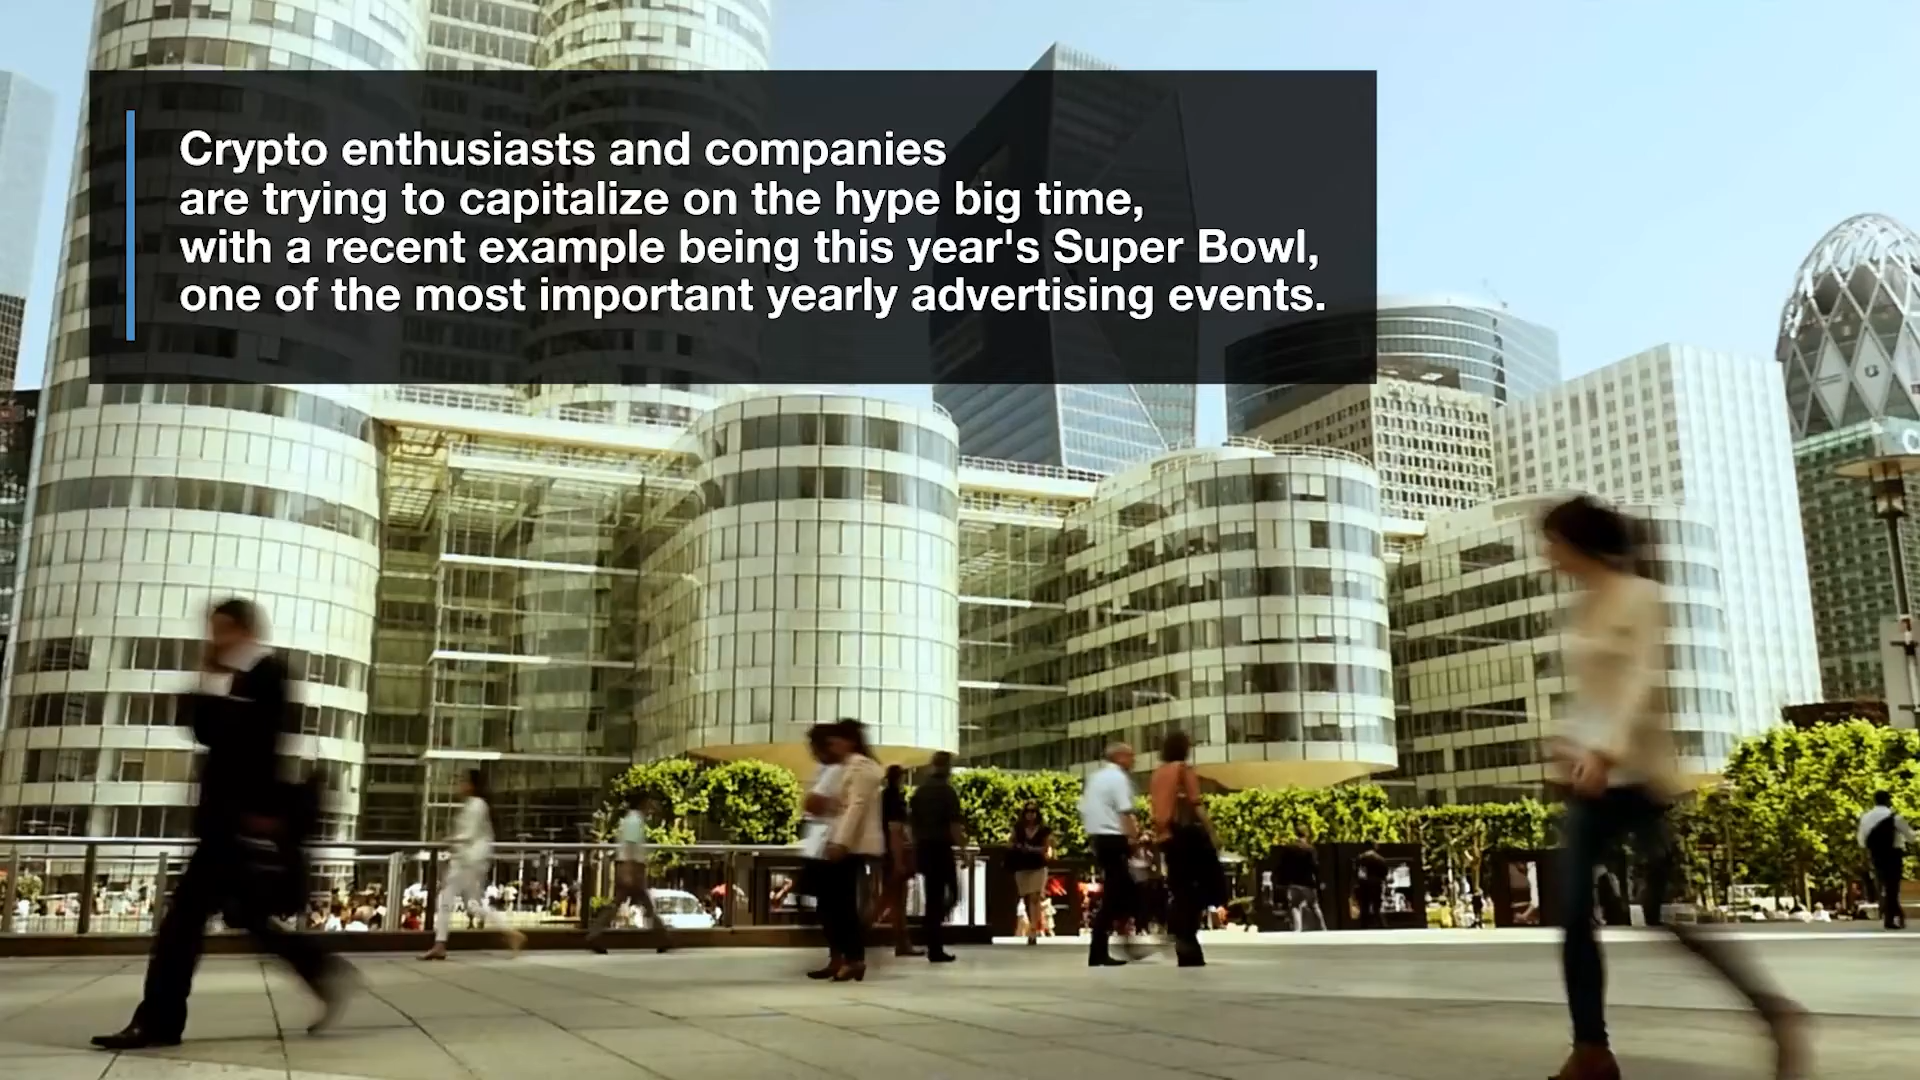 Crypto enthusiasts and companies
are trying to capitalize on the hype big time,
with a recent example being this year's Super Bowl,
one of the most important yearly advertising events.